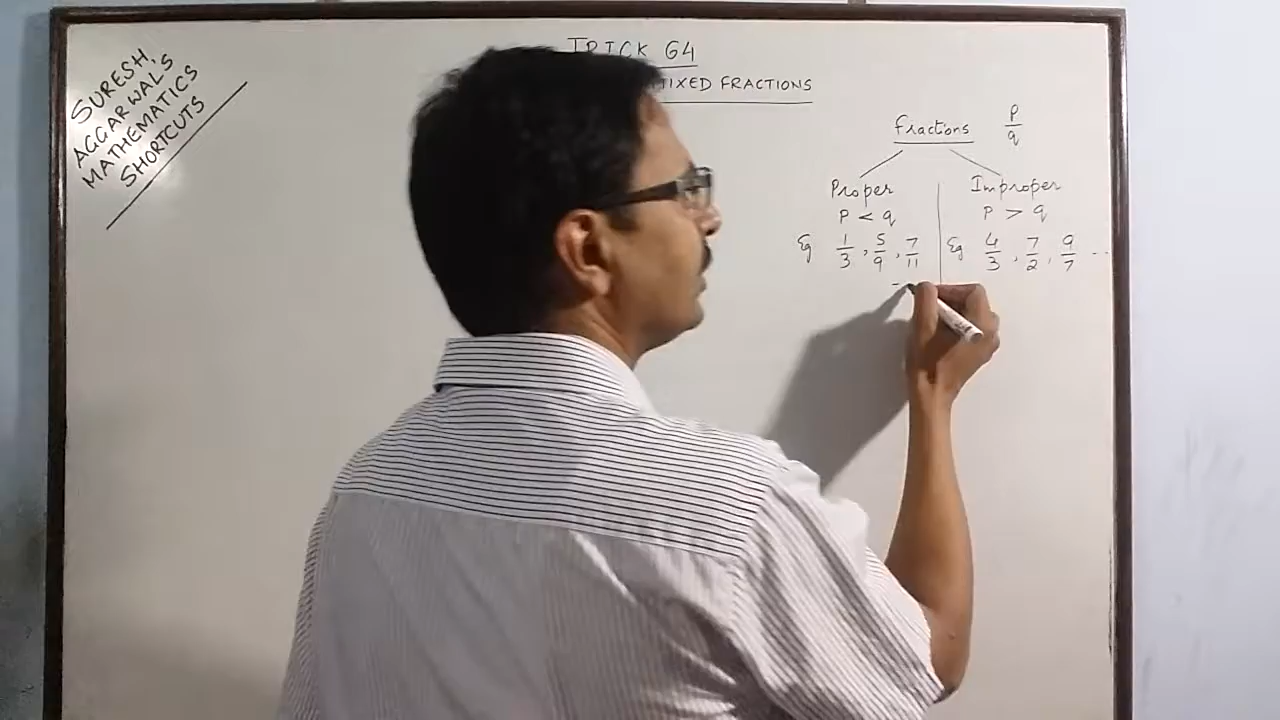 SURESH
AGGARWAL'S
MATHEMATICS
SHORTCUTS
TRICK 64
MIXED FRACTIONS
Fractions P/q
Proper Improper
P < q P > q
Eg 1/3, 5/9, 7/11 Eg 4/3, 7/2, 9/7 --